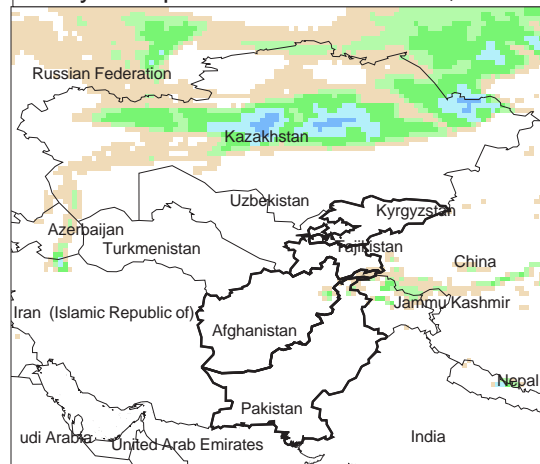 Russian Federation
Kazakhstan
Uzbekistan
Kyrgyzstan
Azerbaijan
Turkmenistan
Tajikistan
China
Iran (Islamic Republic of)
Jammu Kashmir
Afghanistan
Nepal
Pakistan
udi Arabia
United Arab Emirates
India